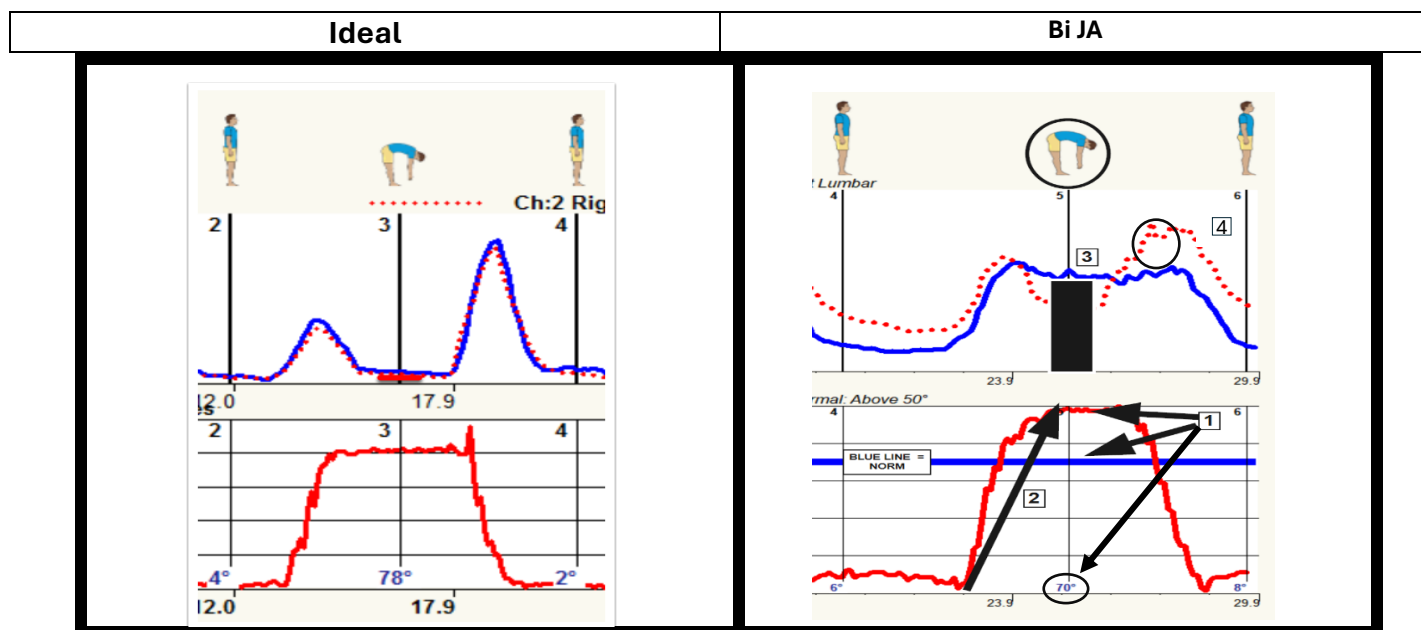 Ideal
Bi JA
Ch:2 Rig
2 3 4
12.0 17.9
es
2 3 4
4° 78° 2°
12.0 17.9
t Lumbar
4 5 6
3
4
23.9 29.9
rmal: Above 50°
4 6
1
BLUE LINE =
NORM
2
6° 70° 8°
23.9 29.9